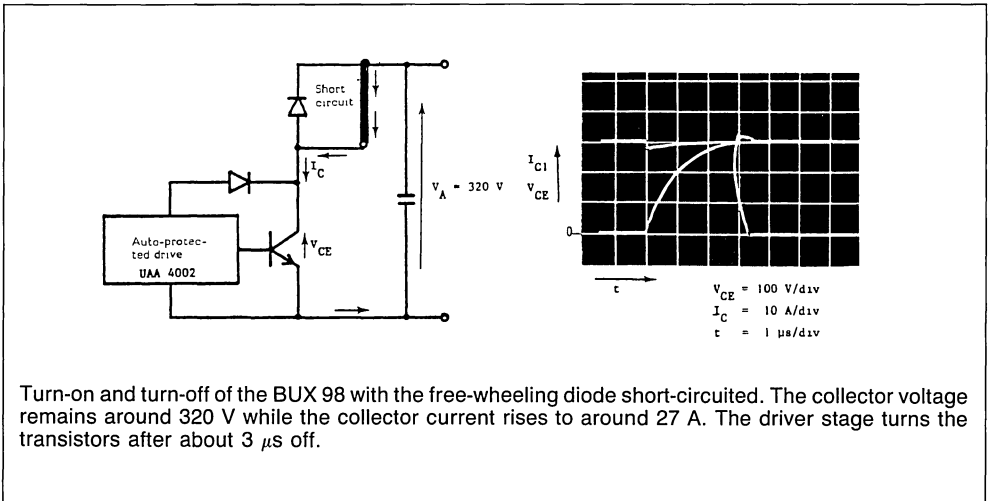 Short
circuit
I_C
V_A = 320 V
Auto-protec-
ted drive
UAA 4002
V_CE
I_C1
V_CE
0
t
V_CE = 100 V/div
I_C = 10 A/div
t = 1 μs/div
Turn-on and turn-off of the BUX 98 with the free-wheeling diode short-circuited. The collector voltage
remains around 320 V while the collector current rises to around 27 A. The driver stage turns the
transistors after about 3 μs off.